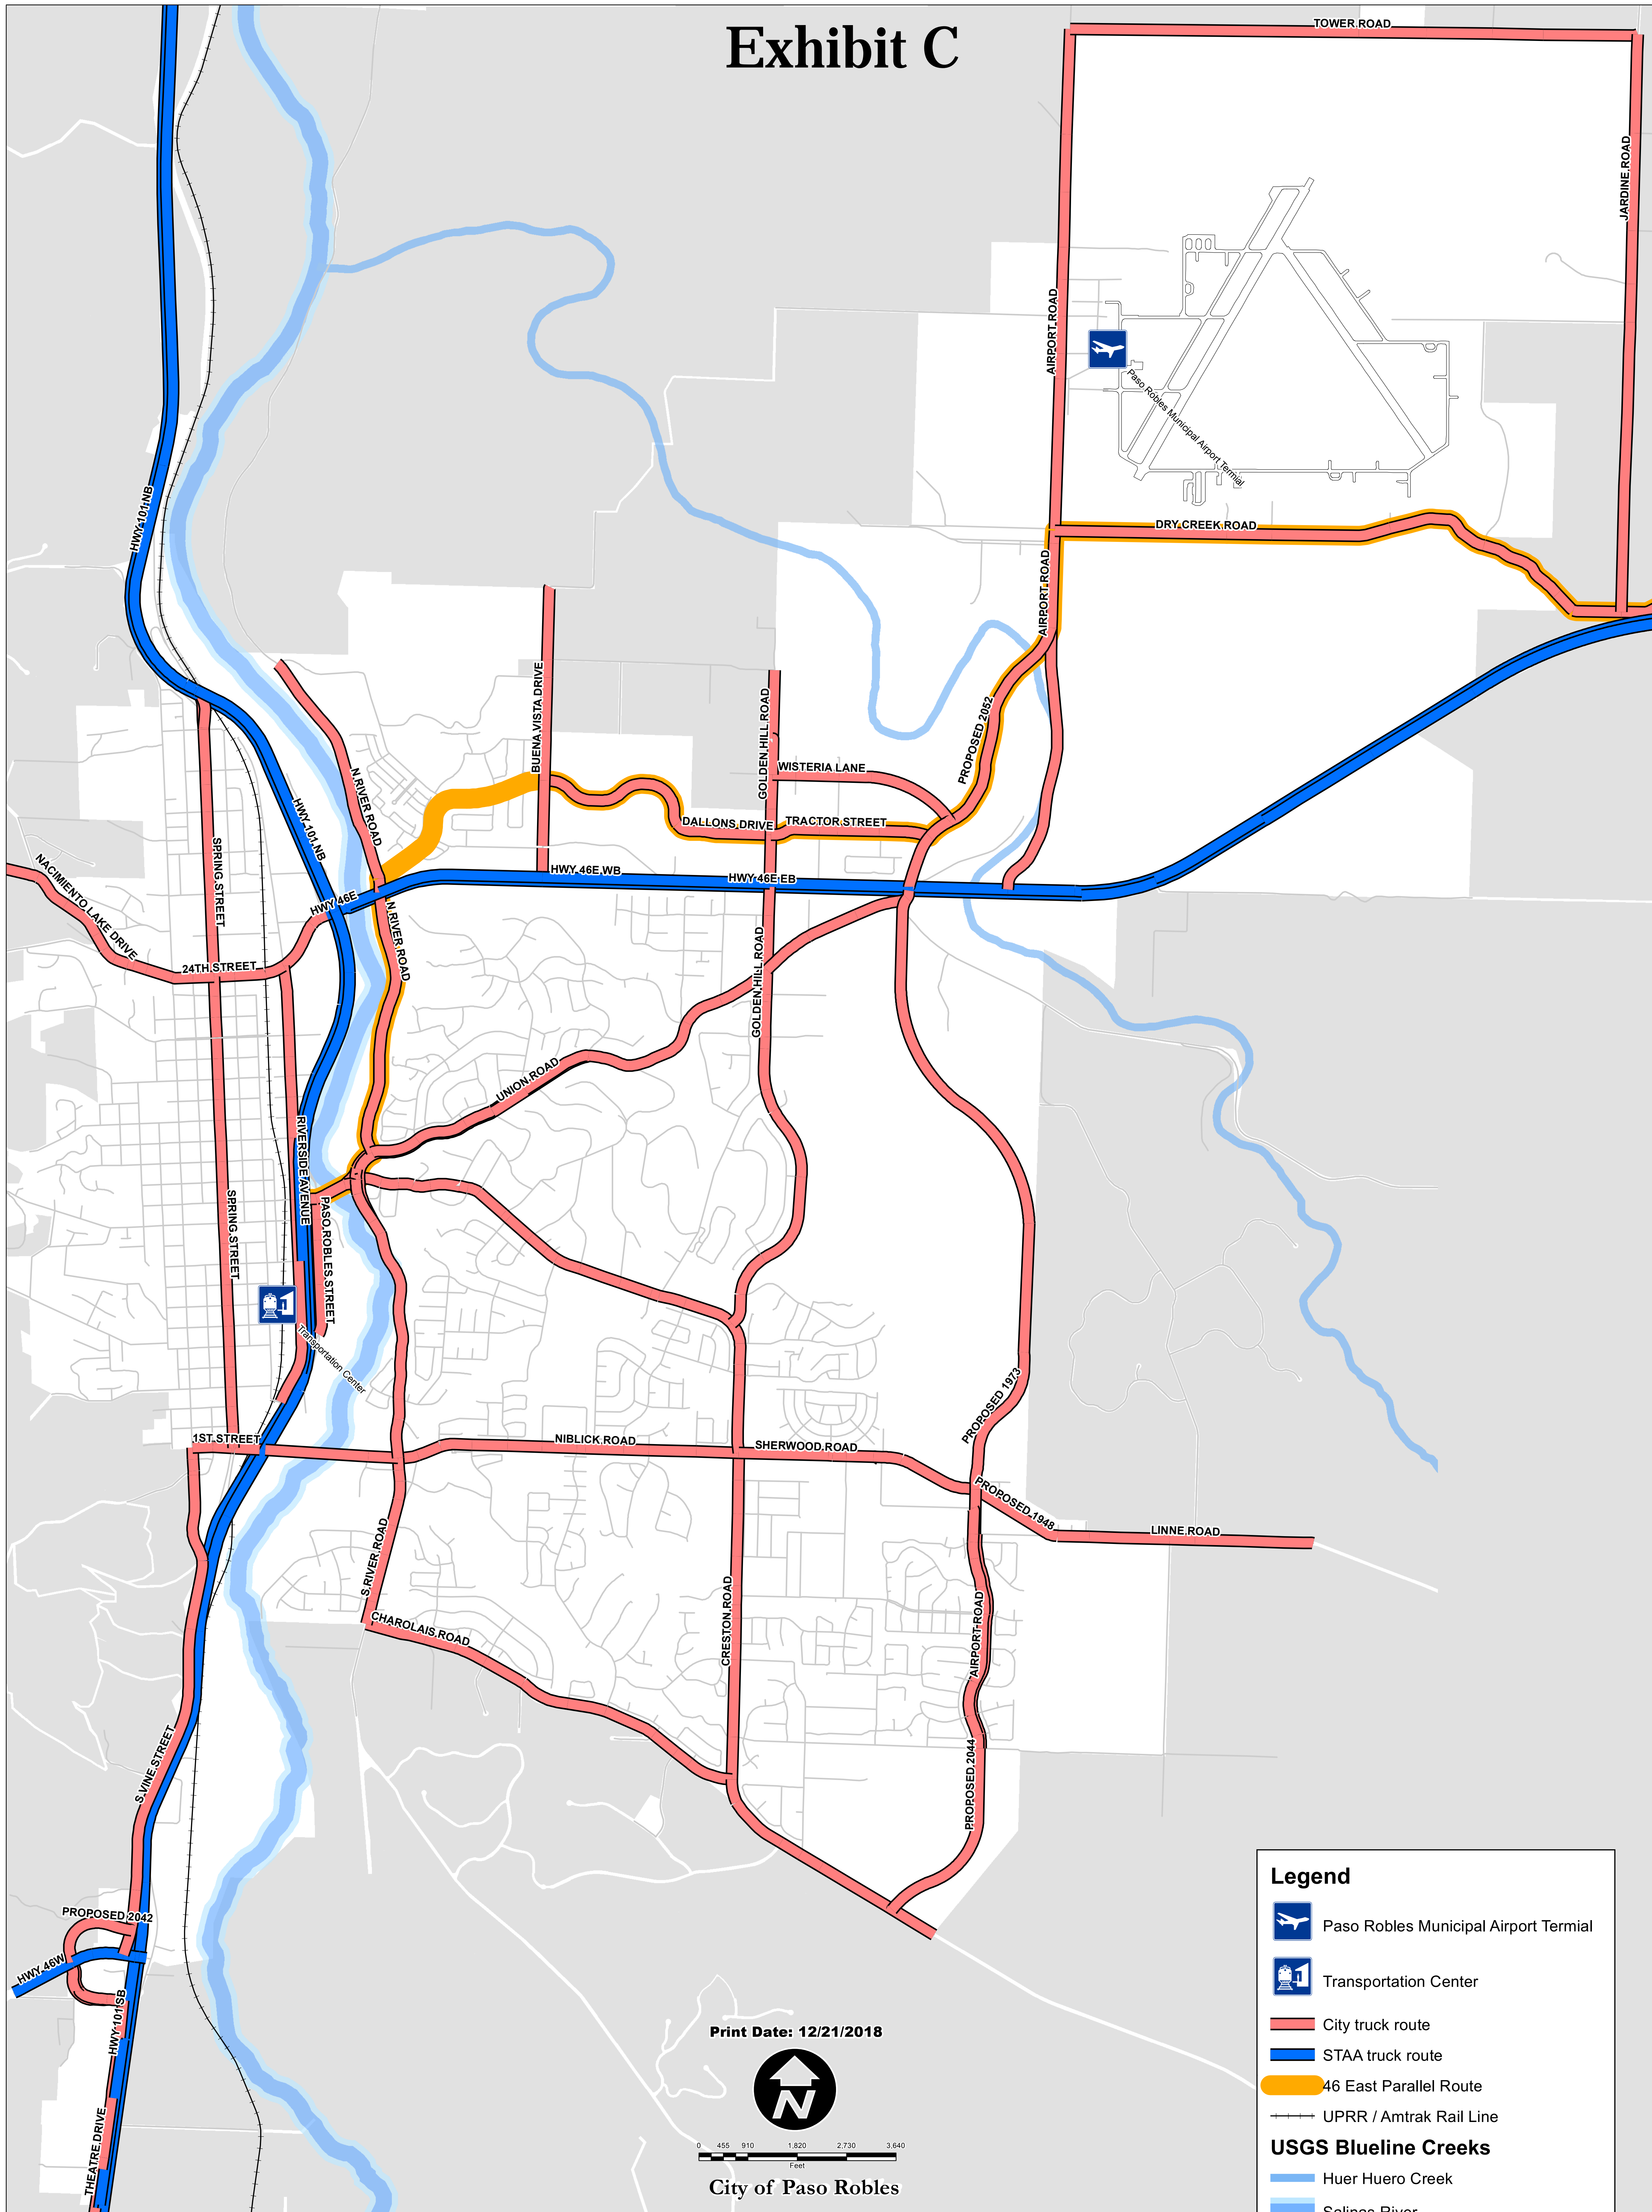 Exhibit C
TOWER ROAD
JARDINE ROAD
AIRPORT ROAD
Paso Robles Municipal Airport Termial
HWY 101 NB
DRY CREEK ROAD
AIRPORT ROAD
BUENA VISTA DRIVE
GOLDEN HILL ROAD
PROPOSED 2052
N RIVER ROAD
WISTERIA LANE
HWY 101 NB
DALLONS DRIVE
TRACTOR STREET
SPRING STREET
NACIMIENTO LAKE DRIVE
HWY 46E WB
HWY 46E EB
HWY 46E
N RIVER ROAD
24TH STREET
GOLDEN HILL ROAD
UNION ROAD
RIVERSIDE AVENUE
SPRING STREET
PASO ROBLES STREET
Transportation Center
PROPOSED 1973
1ST STREET
NIBLICK ROAD
SHERWOOD ROAD
PROPOSED 1948
LINNE ROAD
S RIVER ROAD
CHAROLAIS ROAD
CRESTON ROAD
AIRPORT ROAD
S VINE STREET
PROPOSED 2044
PROPOSED 2042
HWY 46W
HWY 101 SB
THEATRE DRIVE
Print Date: 12/21/2018
N
0 455 910 1,820 2,730 3,640
Feet
City of Paso Robles
Legend
Paso Robles Municipal Airport Termial
Transportation Center
City truck route
STAA truck route
46 East Parallel Route
UPRR / Amtrak Rail Line
USGS Blueline Creeks
Huer Huero Creek
Salinas River